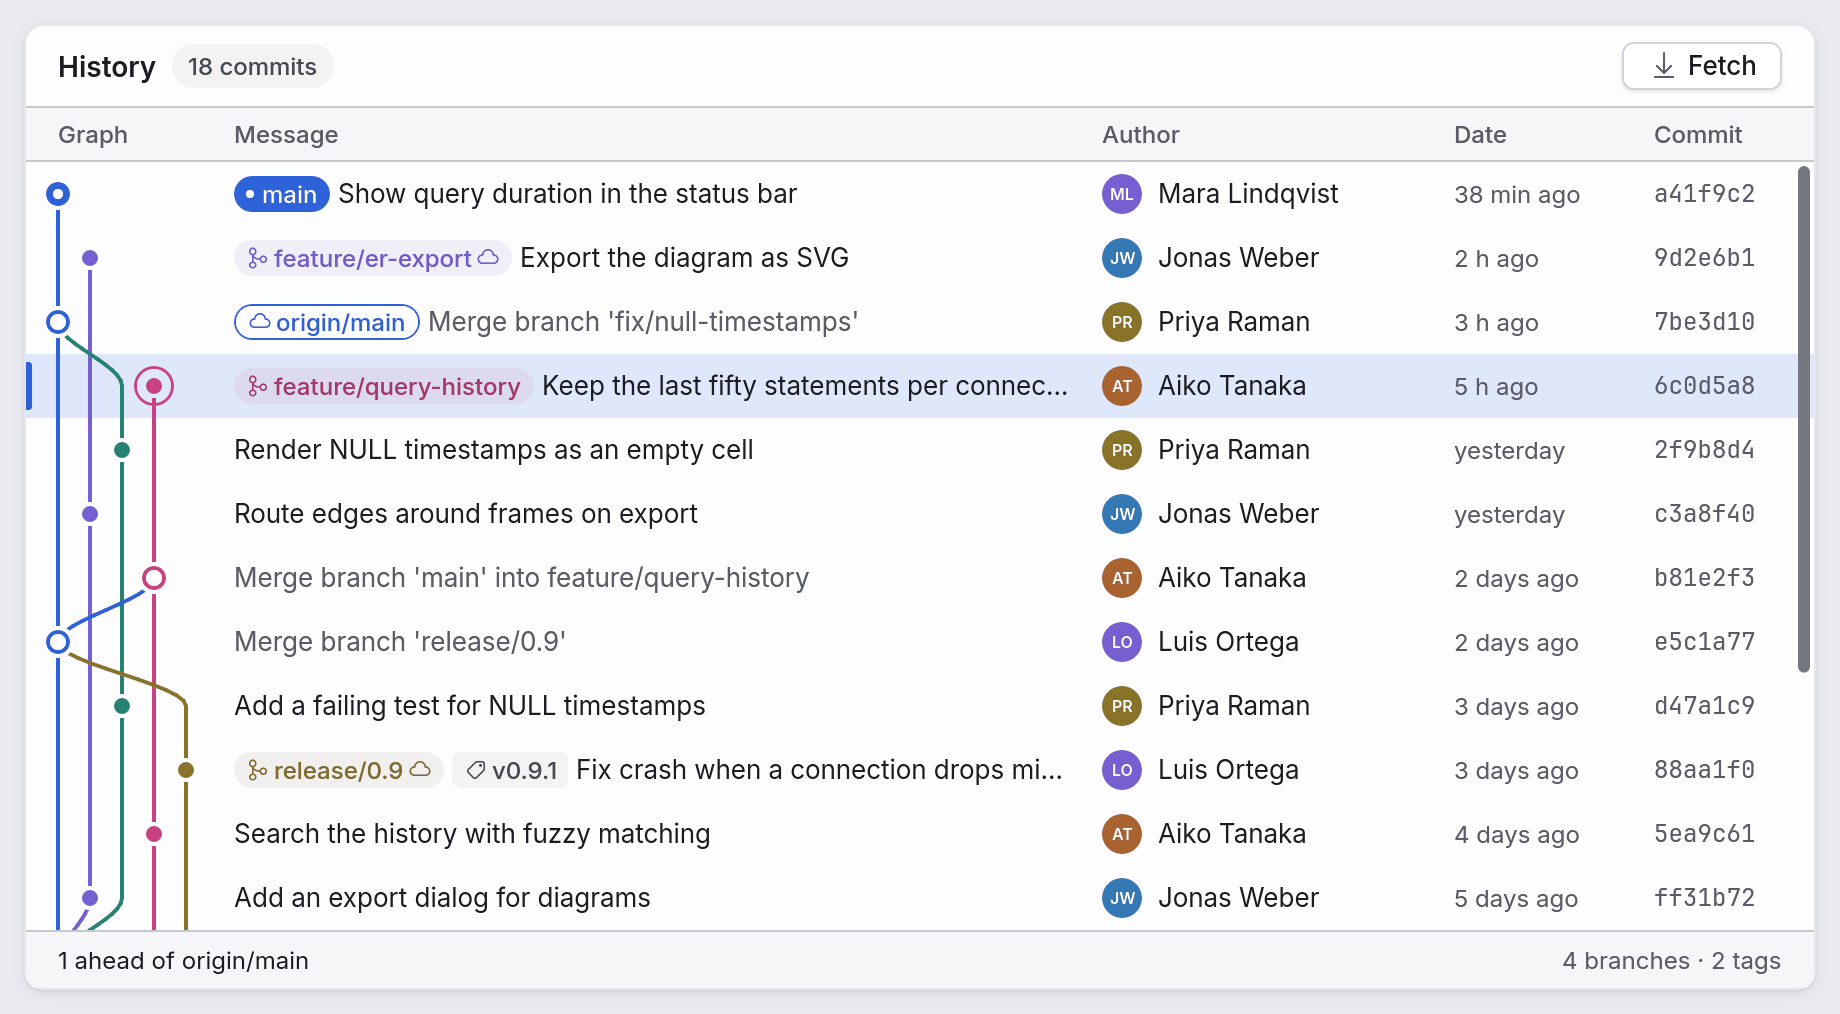 History 18 commits Fetch
Graph Message Author Date Commit
main Show query duration in the status bar ML Mara Lindqvist 38 min ago a41f9c2
feature/er-export Export the diagram as SVG JW Jonas Weber 2 h ago 9d2e6b1
origin/main Merge branch 'fix/null-timestamps' PR Priya Raman 3 h ago 7be3d10
feature/query-history Keep the last fifty statements per connec... AT Aiko Tanaka 5 h ago 6c0d5a8
Render NULL timestamps as an empty cell PR Priya Raman yesterday 2f9b8d4
Route edges around frames on export JW Jonas Weber yesterday c3a8f40
Merge branch 'main' into feature/query-history AT Aiko Tanaka 2 days ago b81e2f3
Merge branch 'release/0.9' LO Luis Ortega 2 days ago e5c1a77
Add a failing test for NULL timestamps PR Priya Raman 3 days ago d47a1c9
release/0.9 v0.9.1 Fix crash when a connection drops mi... LO Luis Ortega 3 days ago 88aa1f0
Search the history with fuzzy matching AT Aiko Tanaka 4 days ago 5ea9c61
Add an export dialog for diagrams JW Jonas Weber 5 days ago ff31b72
1 ahead of origin/main 4 branches · 2 tags